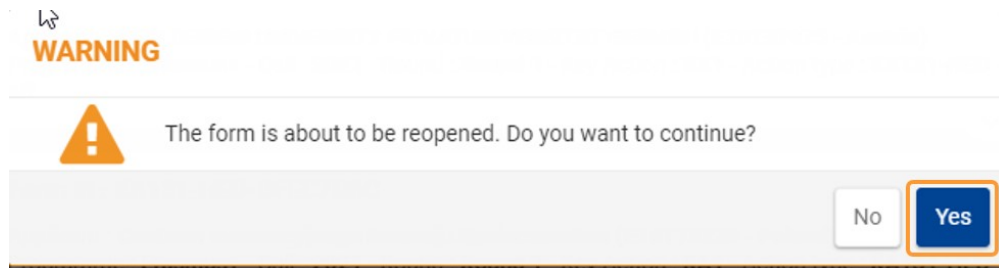 WARNING
The form is about to be reopened. Do you want to continue?
No
Yes